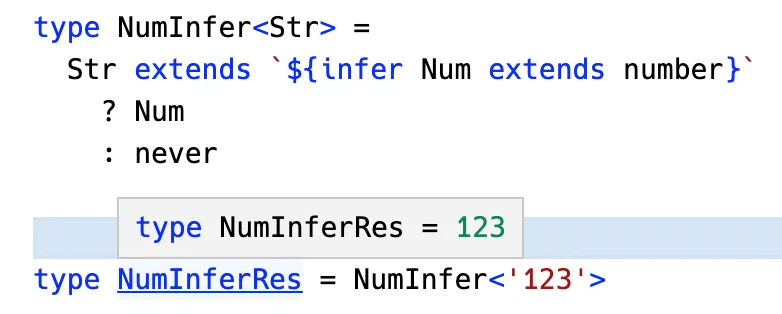 type NumInfer<Str> =
  Str extends `${infer Num extends number}`
    ? Num
    : never
type NumInferRes = 123
type NumInferRes = NumInfer<'123'>